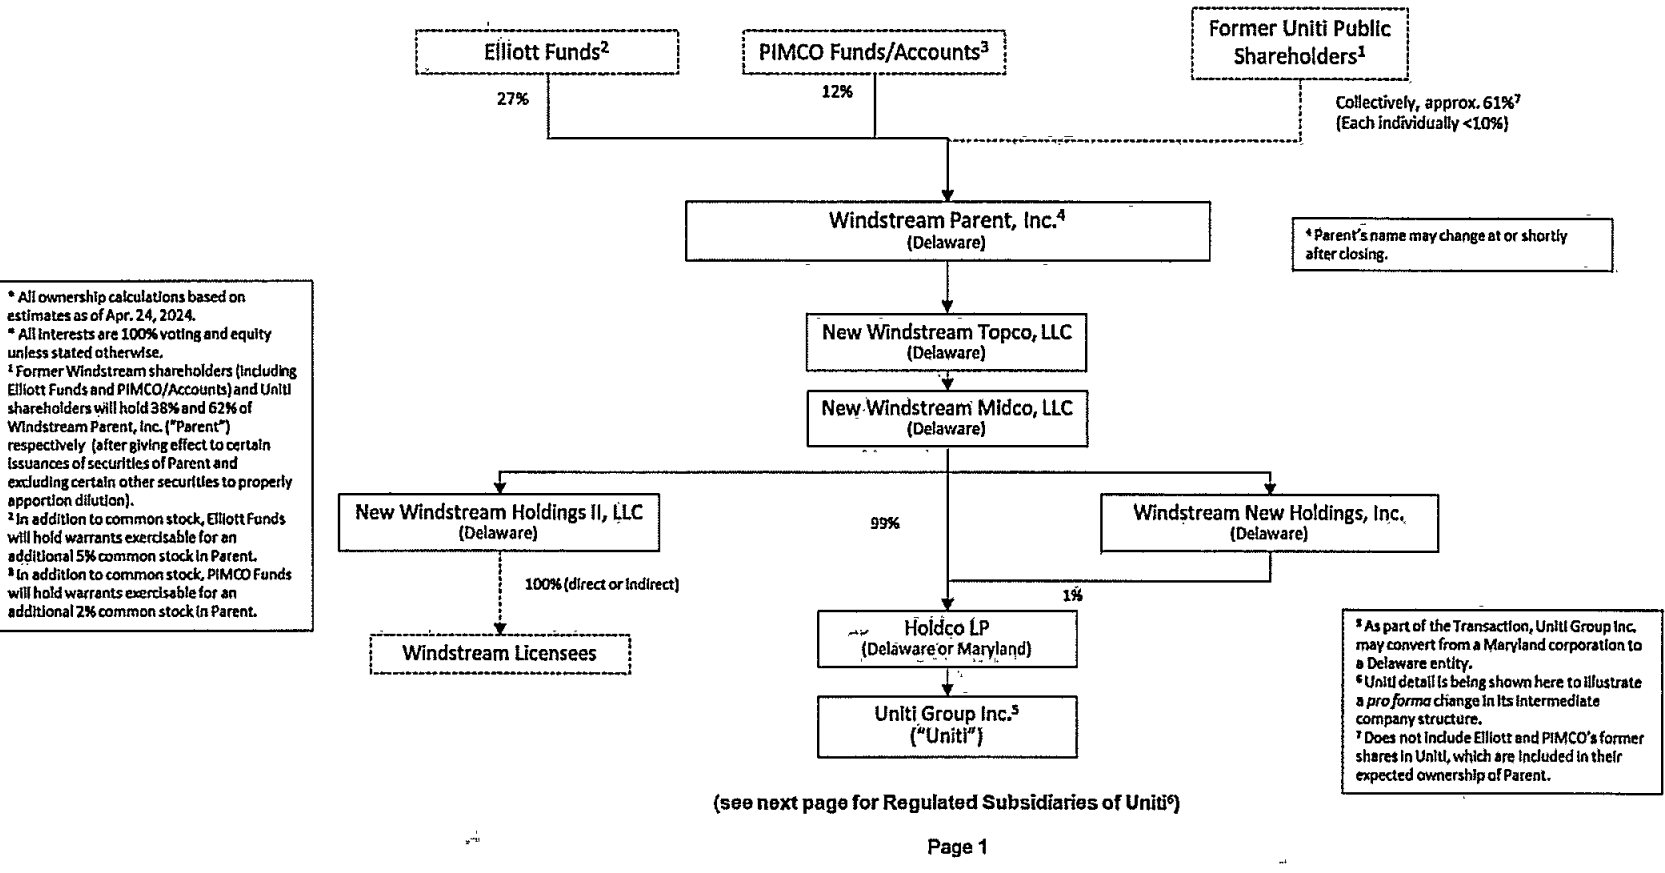 Elliott Funds²
PIMCO Funds/Accounts³
Former Uniti Public
Shareholders¹
27%
12%
Collectively, approx. 61%⁷
(Each individually <10%)
Windstream Parent, Inc.⁴
(Delaware)
⁴ Parent's name may change at or shortly
after closing.
* All ownership calculations based on
estimates as of Apr. 24, 2024.
* All interests are 100% voting and equity
unless stated otherwise.
¹ Former Windstream shareholders (including
Elliott Funds and PIMCO/Accounts) and Uniti
shareholders will hold 38% and 62% of
Windstream Parent, Inc. ("Parent")
respectively (after giving effect to certain
issuances of securities of Parent and
excluding certain other securities to properly
apportion dilution).
² In addition to common stock, Elliott Funds
will hold warrants exercisable for an
additional 5% common stock in Parent.
³ In addition to common stock, PIMCO Funds
will hold warrants exercisable for an
additional 2% common stock in Parent.
New Windstream Topco, LLC
(Delaware)
New Windstream Midco, LLC
(Delaware)
New Windstream Holdings II, LLC
(Delaware)
99%
Windstream New Holdings, Inc.
(Delaware)
100% (direct or indirect)
1%
Windstream Licensees
Holdco LP
(Delaware or Maryland)
Uniti Group Inc.⁵
("Uniti")
⁵ As part of the Transaction, Uniti Group Inc.
may convert from a Maryland corporation to
a Delaware entity.
⁶ Uniti detail is being shown here to illustrate
a pro forma change in its intermediate
company structure.
⁷ Does not include Elliott and PIMCO's former
shares in Uniti, which are included in their
expected ownership of Parent.
(see next page for Regulated Subsidiaries of Uniti⁶)
Page 1